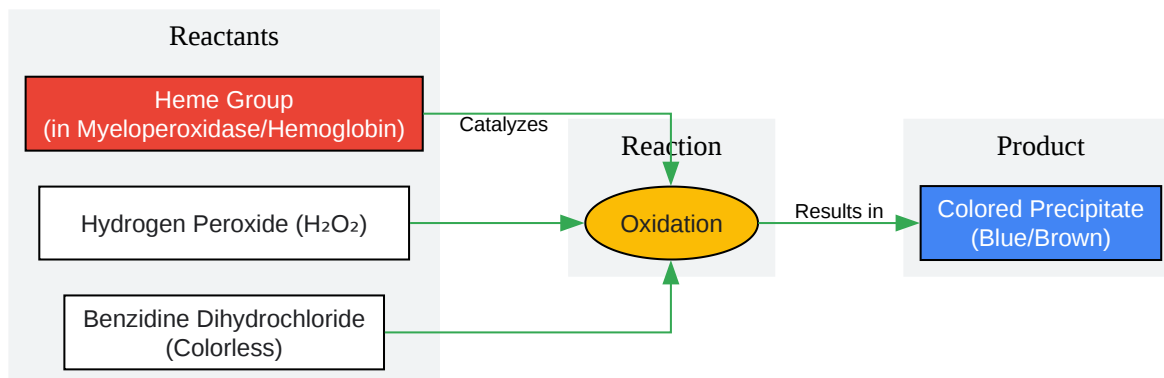 Reactants
Heme Group
(in Myeloperoxidase/Hemoglobin)
Catalyzes
Hydrogen Peroxide (H₂O₂)
Benzidine Dihydrochloride
(Colorless)
Reaction
Oxidation
Results in
Product
Colored Precipitate
(Blue/Brown)